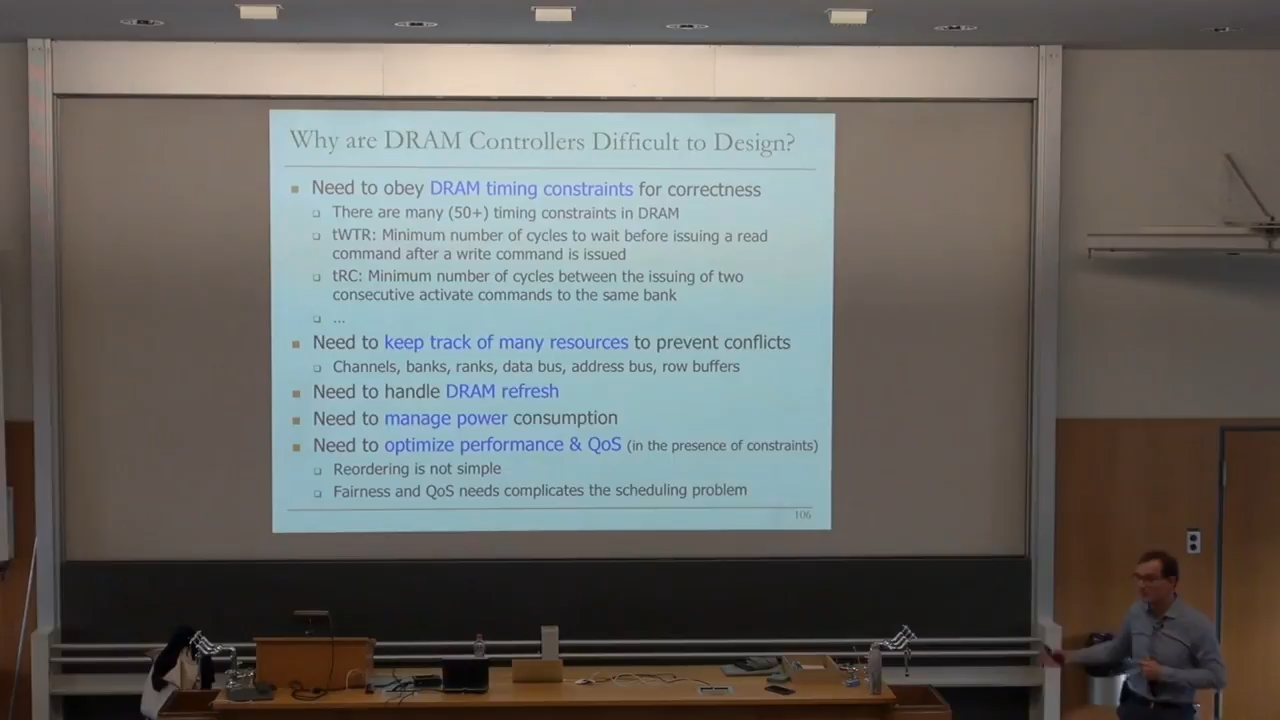 Why are DRAM Controllers Difficult to Design?
Need to obey DRAM timing constraints for correctness
There are many (50+) timing constraints in DRAM
tWTR: Minimum number of cycles to wait before issuing a read
command after a write command is issued
tRC: Minimum number of cycles between the issuing of two
consecutive activate commands to the same bank
...
Need to keep track of many resources to prevent conflicts
Channels, banks, ranks, data bus, address bus, row buffers
Need to handle DRAM refresh
Need to manage power consumption
Need to optimize performance & QoS (in the presence of constraints)
Reordering is not simple
Fairness and QoS needs complicates the scheduling problem
106